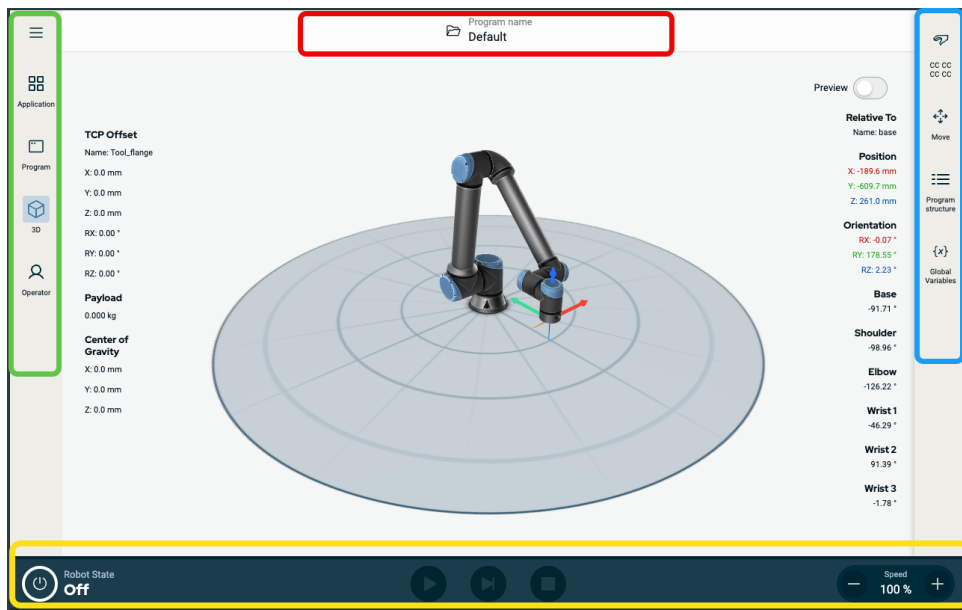 Program name
Default
Application
Program
3D
Operator
TCP Offset
Name: Tool_flange
X: 0.0 mm
Y: 0.0 mm
Z: 0.0 mm
RX: 0.00 °
RY: 0.00 °
RZ: 0.00 °
Payload
0.000 kg
Center of
Gravity
X: 0.0 mm
Y: 0.0 mm
Z: 0.0 mm
Preview
Relative To
Name: base
Position
X: -189.6 mm
Y: -609.7 mm
Z: 261.0 mm
Orientation
RX: -0.07 °
RY: 178.55 °
RZ: 2.23 °
Base
-91.71 °
Shoulder
-98.96 °
Elbow
-126.22 °
Wrist 1
-46.29 °
Wrist 2
91.39 °
Wrist 3
-1.78 °
CC CC
CC CC
Move
Program
structure
{x}
Global
Variables
Robot State
Off
Speed
100 %